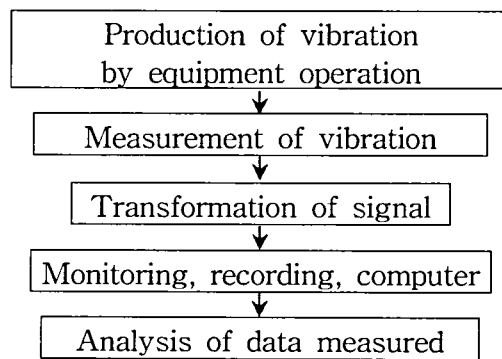 Production of vibration
by equipment operation
Measurement of vibration
Transformation of signal
Monitoring, recording, computer
Analysis of data measured